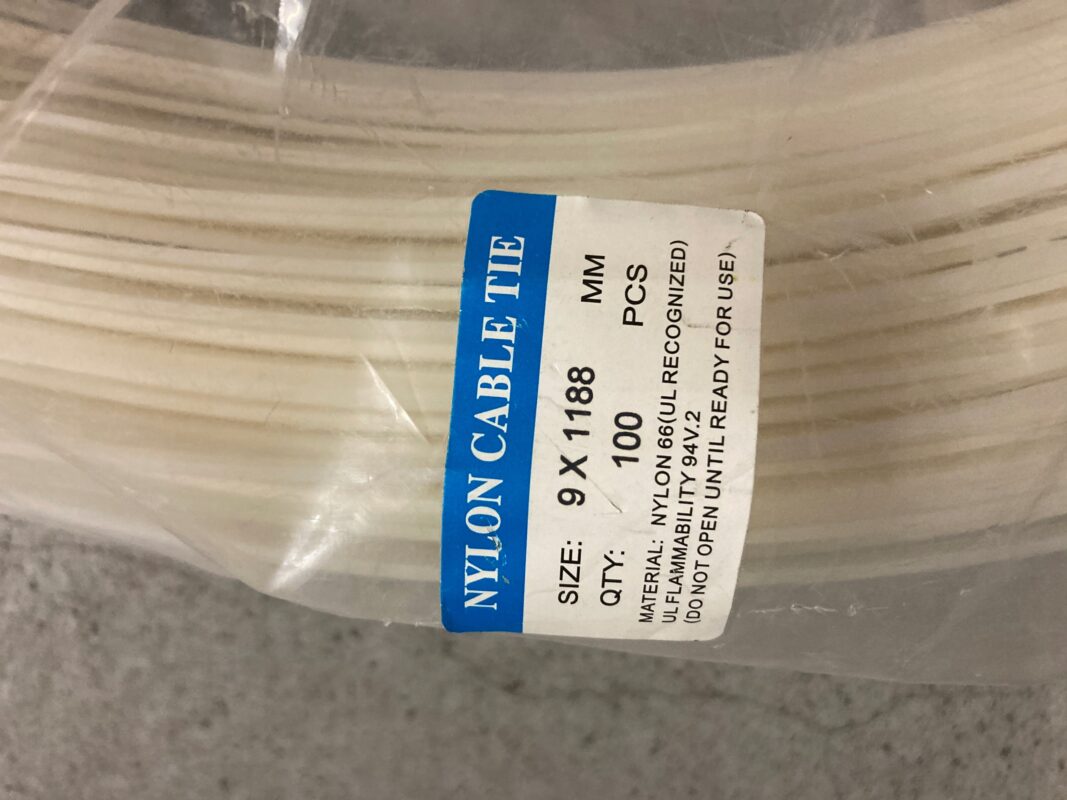 NYLON CABLE TIE
SIZE: 9 X 1188 MM
QTY: 100 PCS
MATERIAL: NYLON 66(UL RECOGNIZED)
UL FLAMMABILITY 94V.2
(DO NOT OPEN UNTIL READY FOR USE)